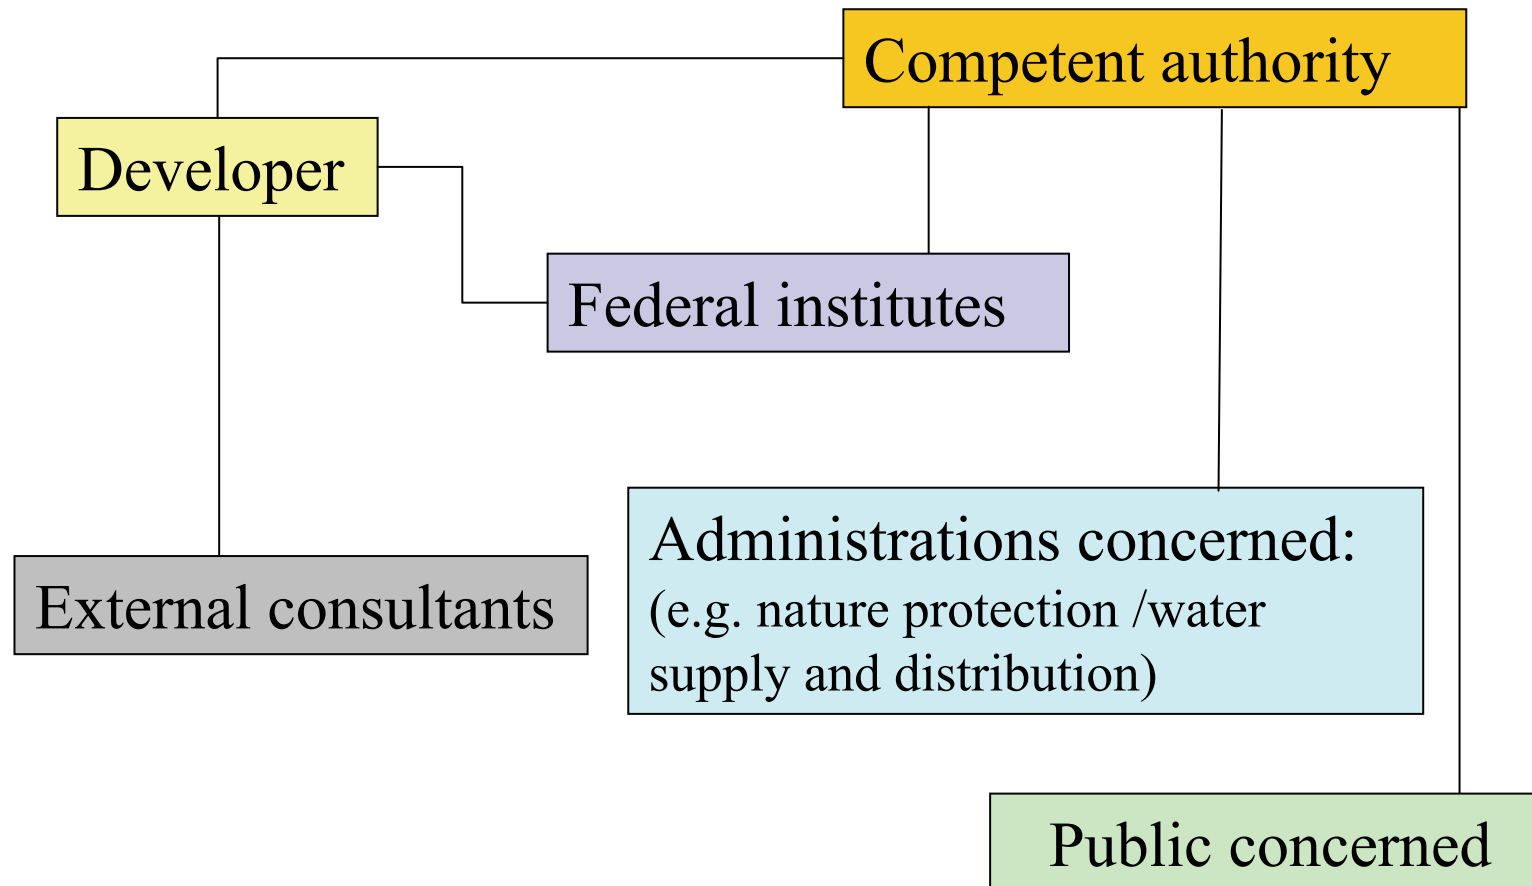 Competent authority
Developer
Federal institutes
Administrations concerned:
(e.g. nature protection /water
supply and distribution)
External consultants
Public concerned